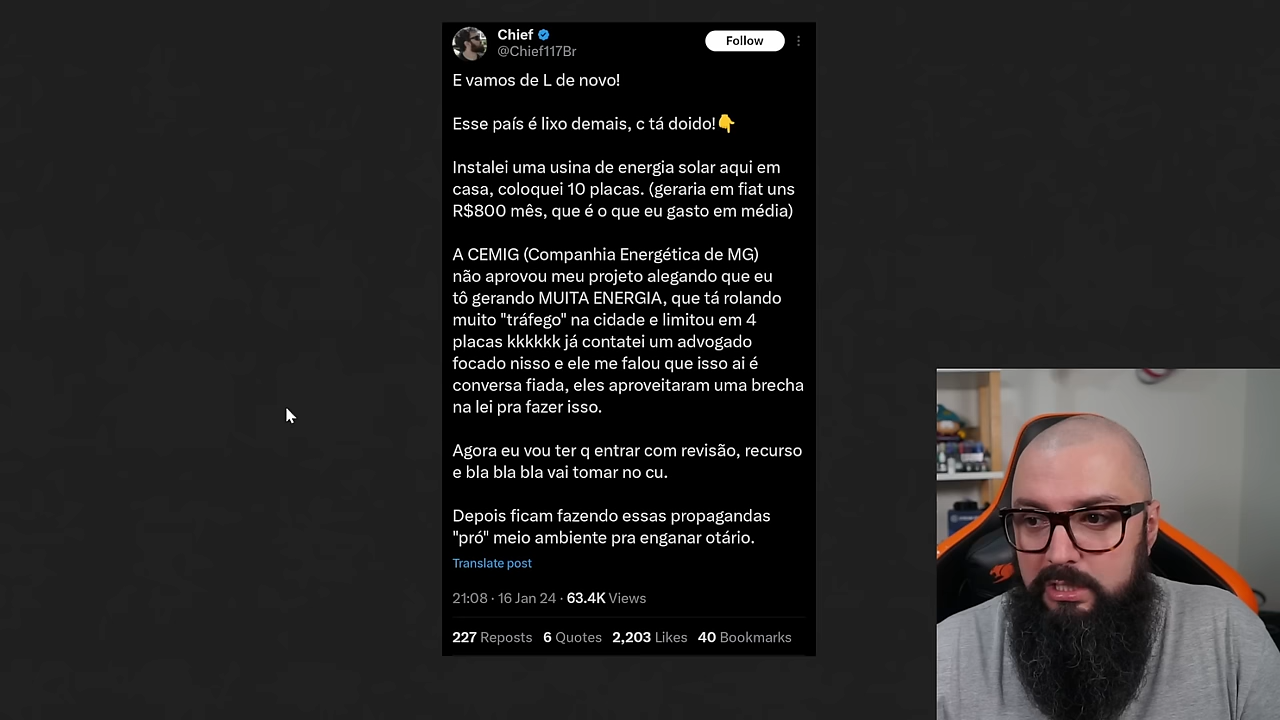 Chief
@Chief117Br
Follow
E vamos de L de novo!
Esse país é lixo demais, c tá doido!👇
Instalei uma usina de energia solar aqui em
casa, coloquei 10 placas. (geraria em fiat uns
R$800 mês, que é o que eu gasto em média)
A CEMIG (Companhia Energética de MG)
não aprovou meu projeto alegando que eu
tô gerando MUITA ENERGIA, que tá rolando
muito "tráfego" na cidade e limitou em 4
placas kkkkkk já contatei um advogado
focado nisso e ele me falou que isso ai é
conversa fiada, eles aproveitaram uma brecha
na lei pra fazer isso.
Agora eu vou ter q entrar com revisão, recurso
e bla bla bla vai tomar no cu.
Depois ficam fazendo essas propagandas
"pró" meio ambiente pra enganar otário.
Translate post
21:08 · 16 Jan 24 · 63.4K Views
227 Reposts 6 Quotes 2,203 Likes 40 Bookmarks